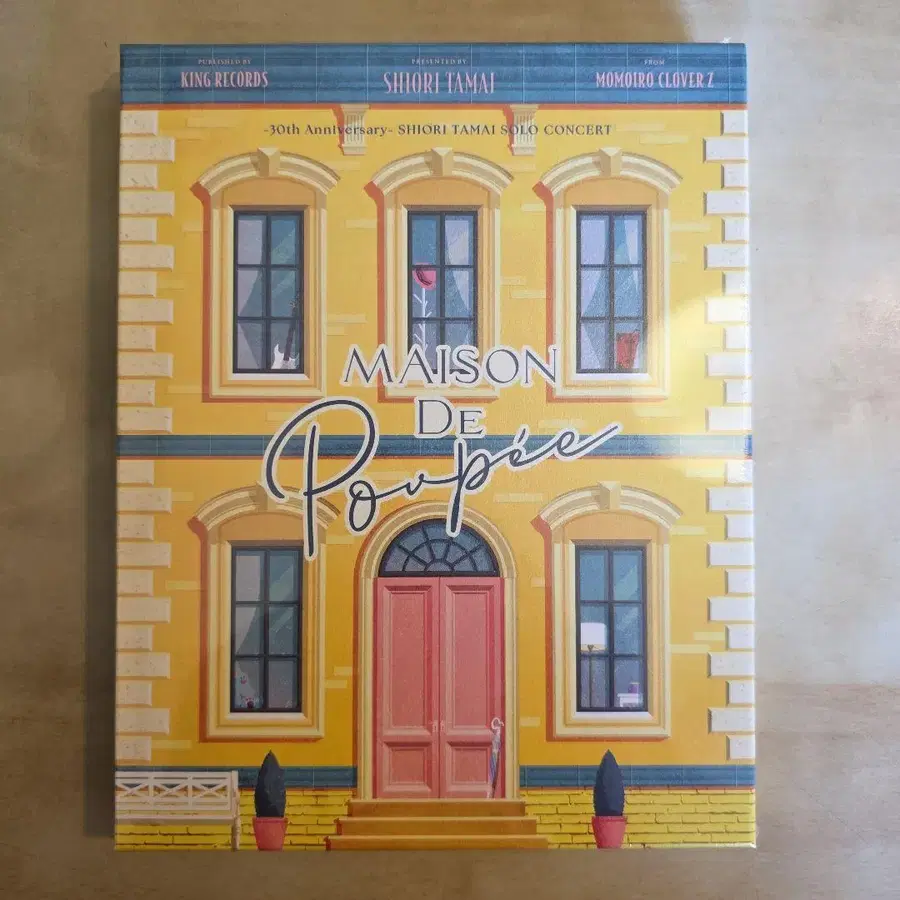 PUBLISHED BY
KING RECORDS
PRESENTED BY
SHIORI TAMAI
FROM
MOMOIRO CLOVER Z
-30th Anniversary- SHIORI TAMAI SOLO CONCERT
MAISON
DE
Poupée